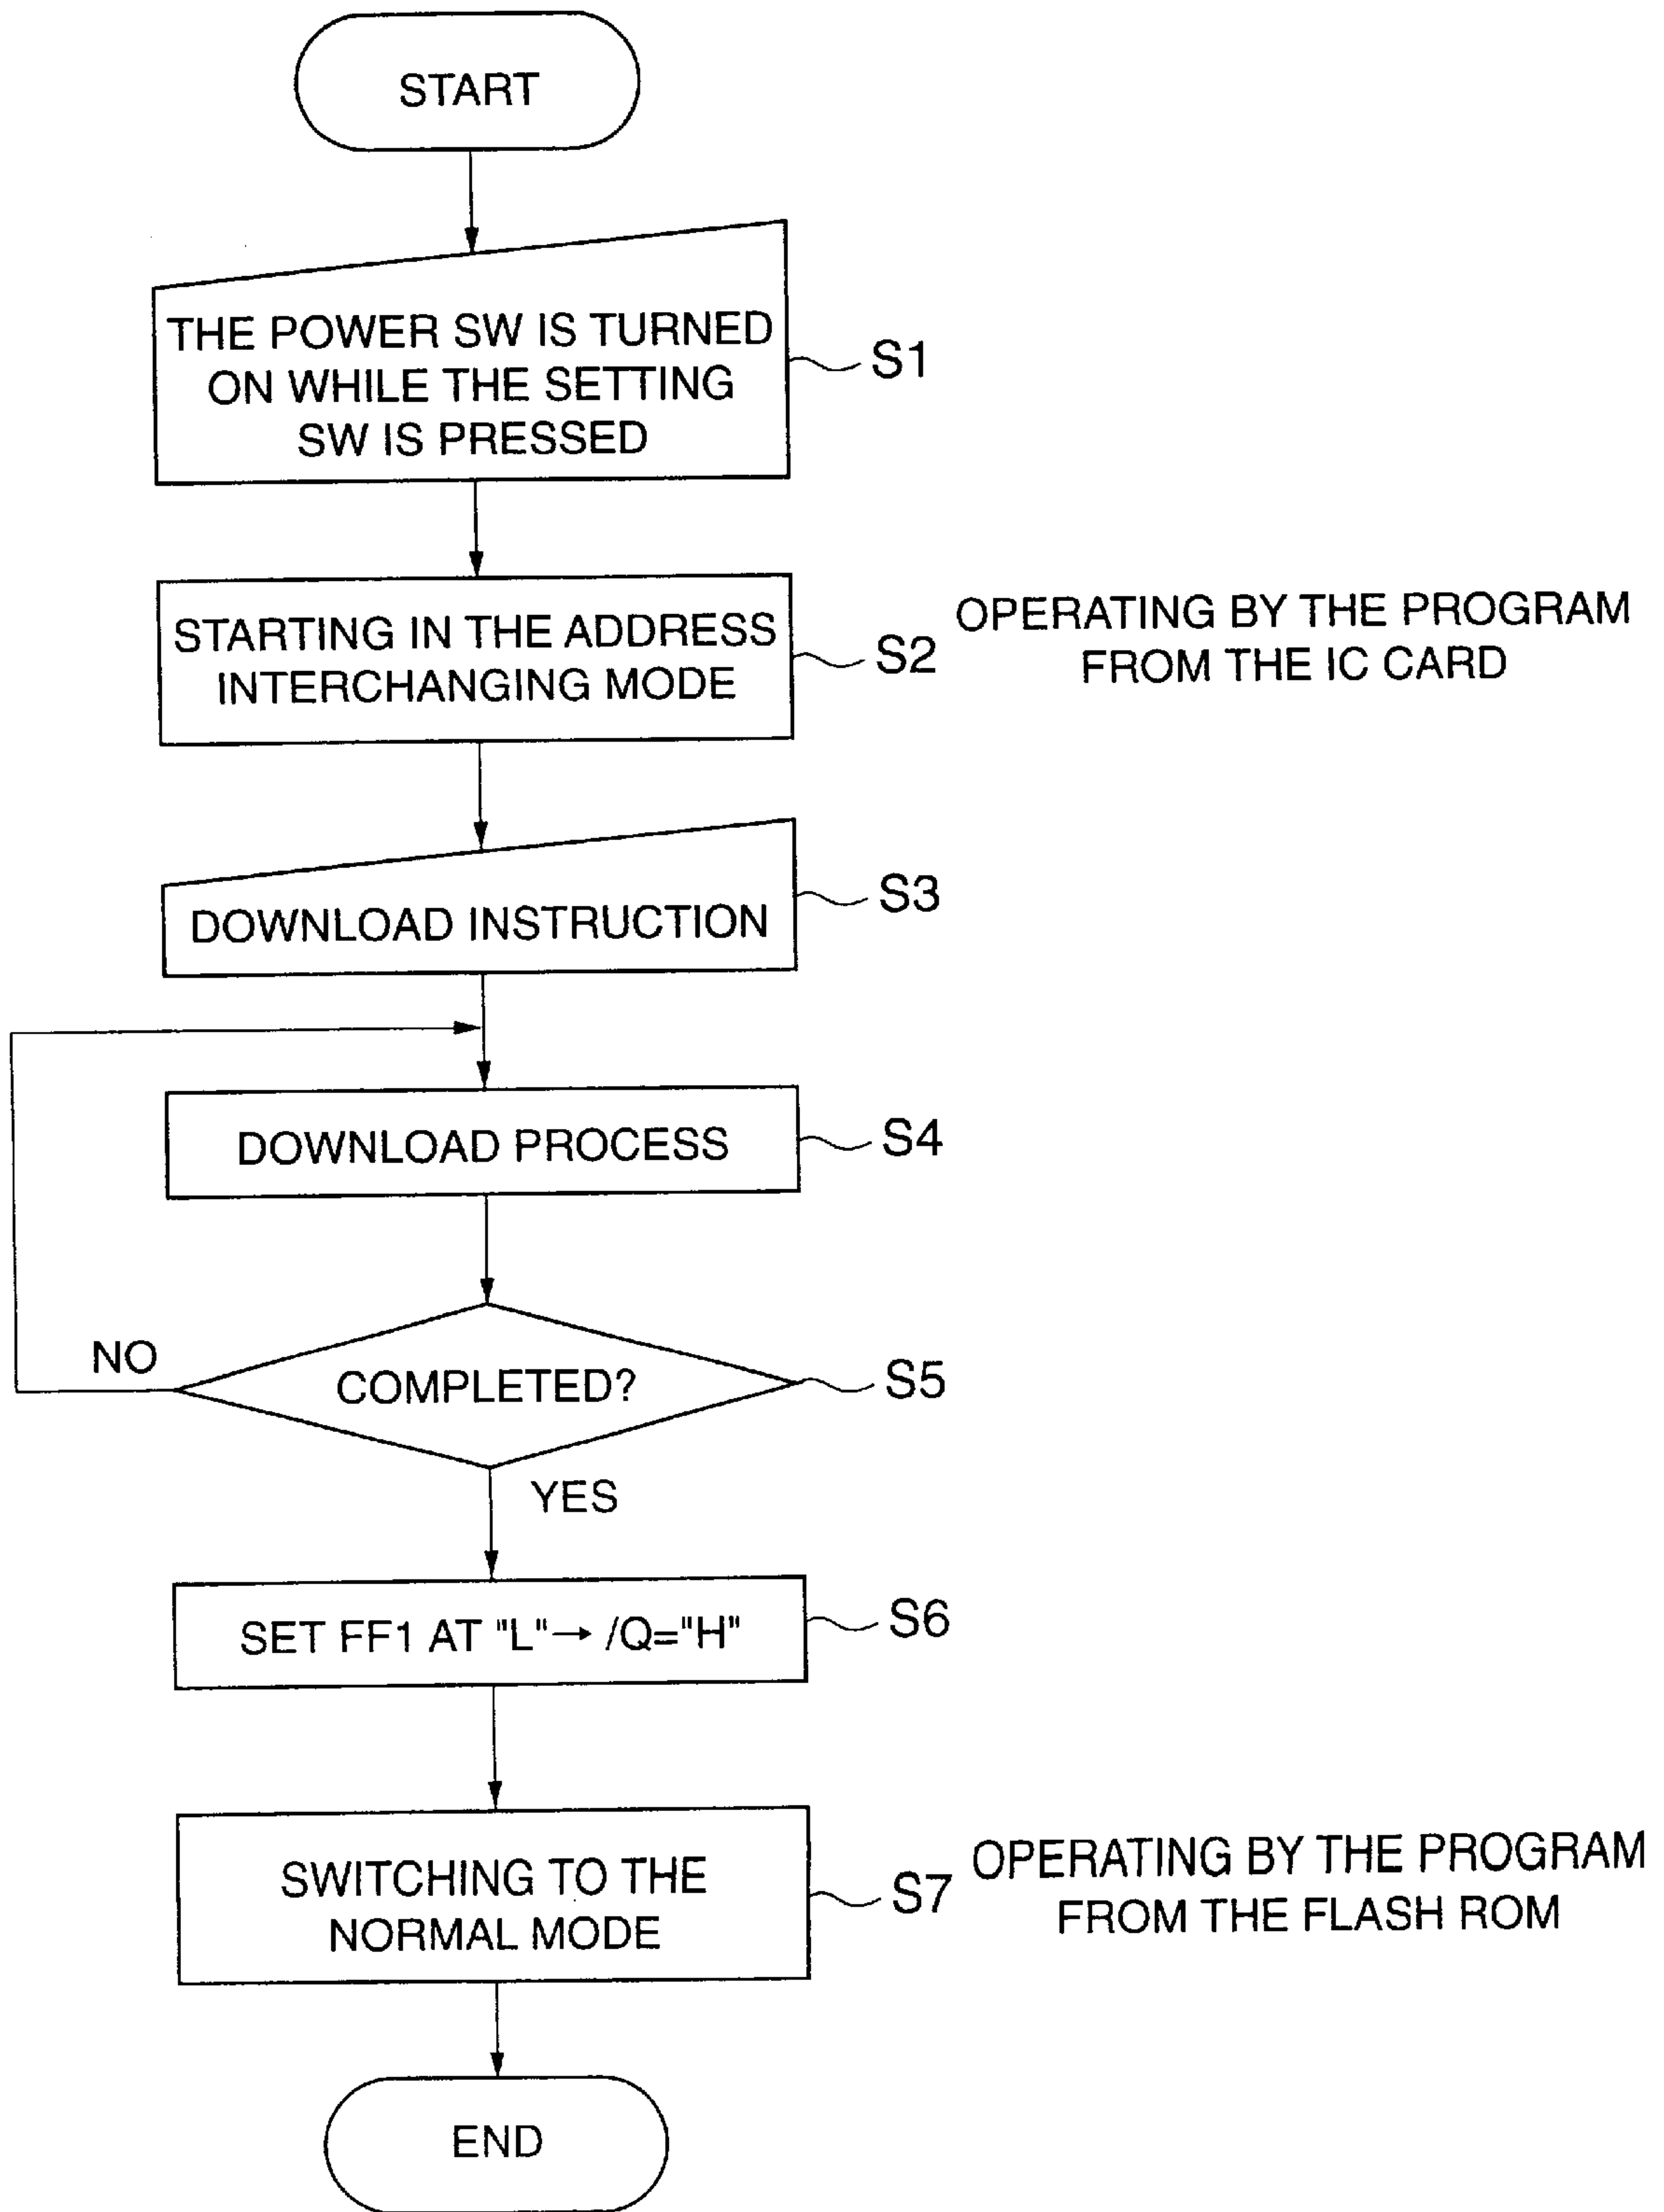 START
THE POWER SW IS TURNED
ON WHILE THE SETTING
SW IS PRESSED
S1
STARTING IN THE ADDRESS
INTERCHANGING MODE
S2
OPERATING BY THE PROGRAM
FROM THE IC CARD
DOWNLOAD INSTRUCTION
S3
DOWNLOAD PROCESS
S4
NO
COMPLETED?
S5
YES
SET FF1 AT "L"→ /Q="H"
S6
SWITCHING TO THE
NORMAL MODE
S7
OPERATING BY THE PROGRAM
FROM THE FLASH ROM
END